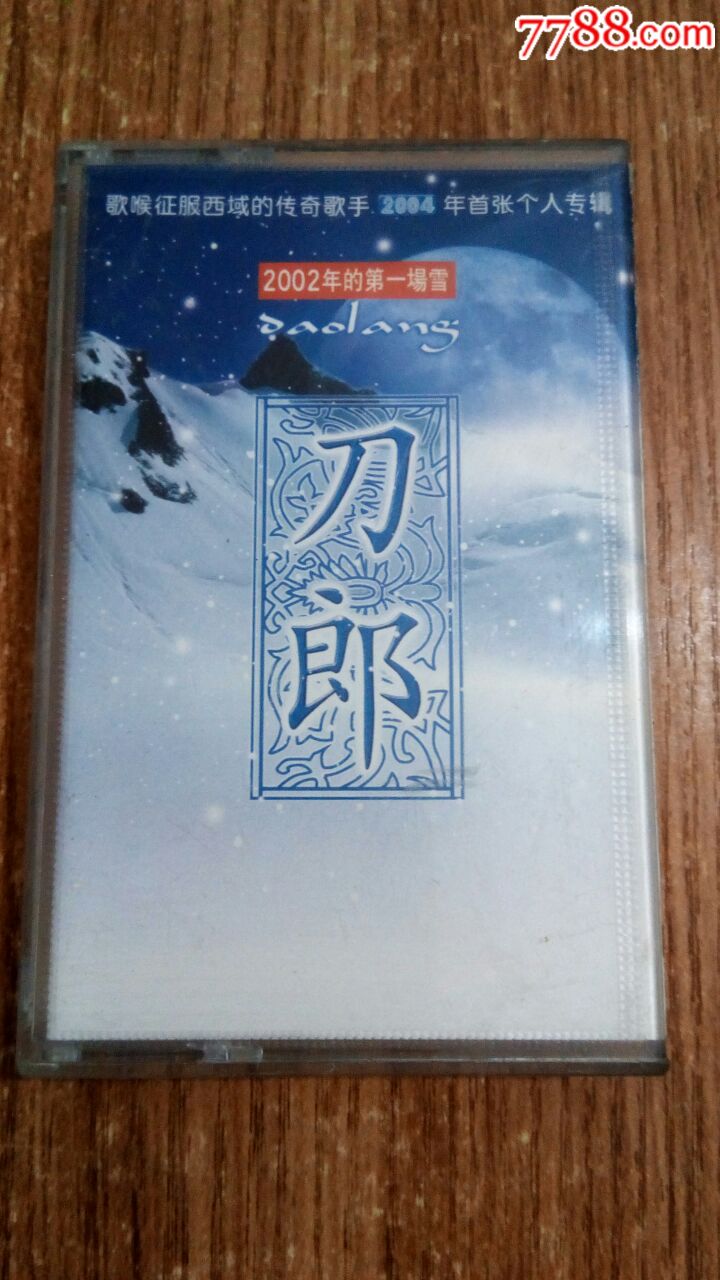 7788.com
歌喉征服西域的传奇歌手 2004 年首张个人专辑
2002年的第一場雪
daolang
刀
郎